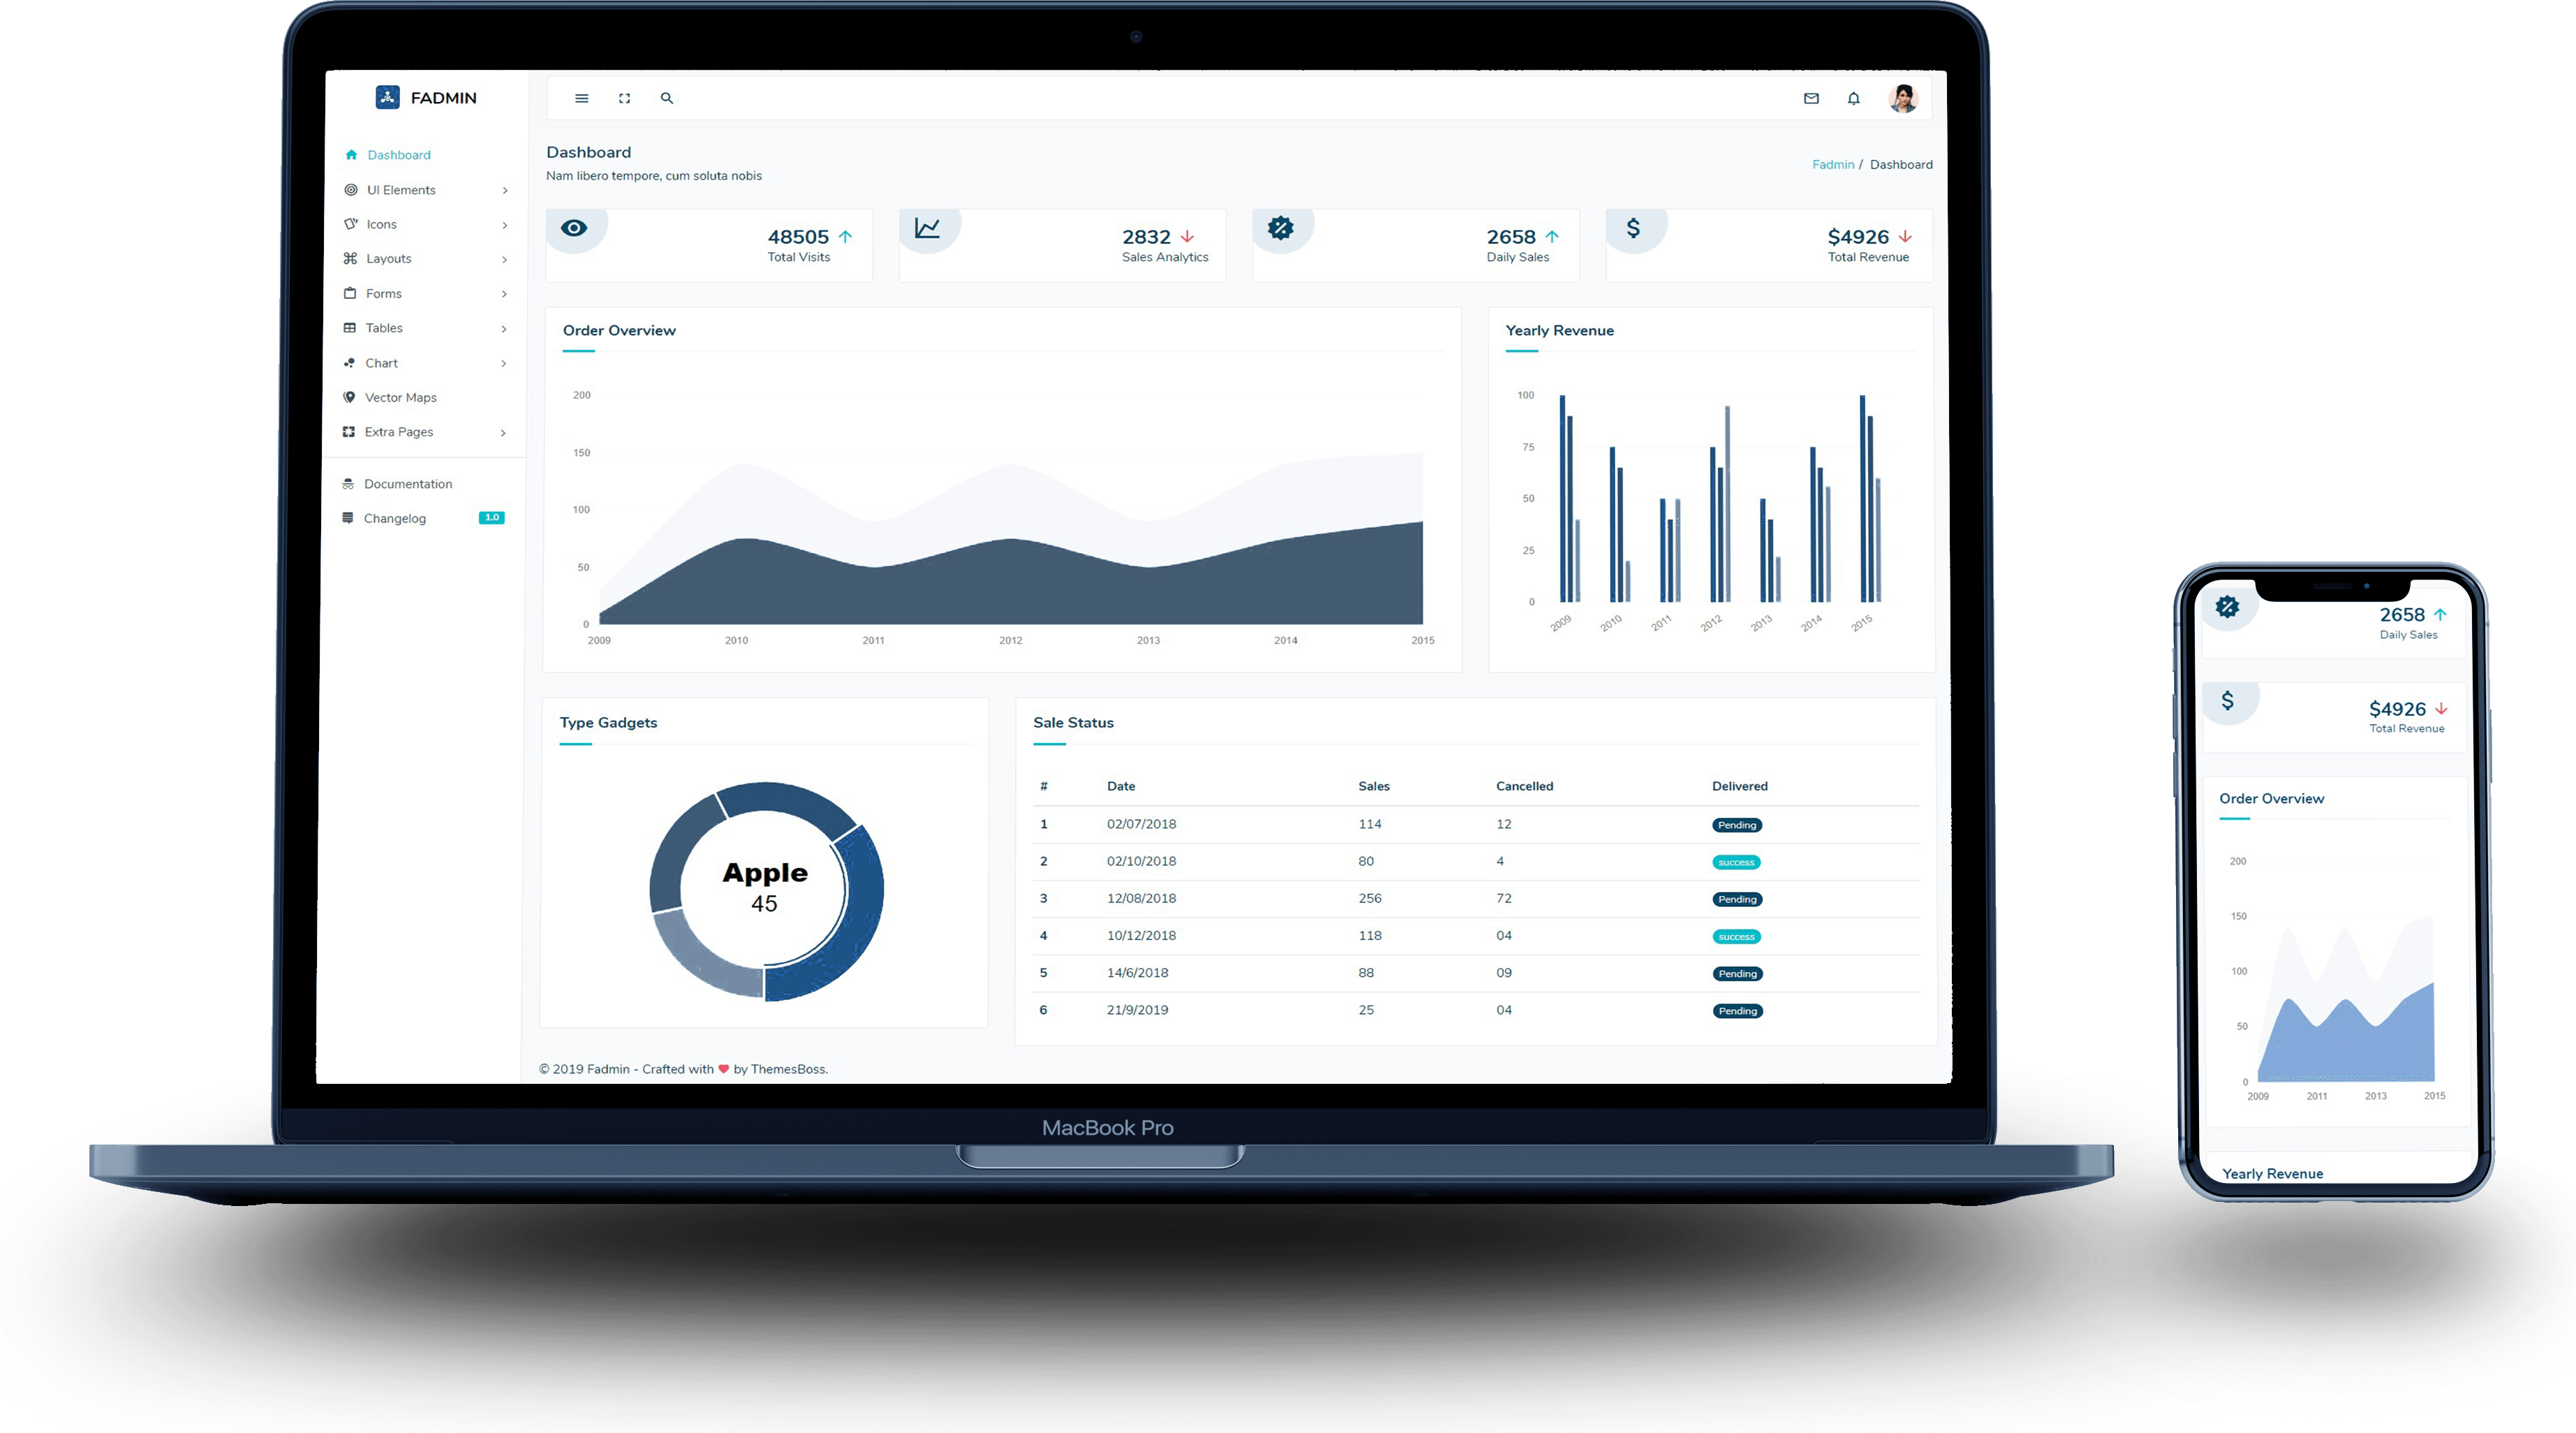 FADMIN
Dashboard
UI Elements
Icons
Layouts
Forms
Tables
Chart
Vector Maps
Extra Pages
Documentation
Changelog 1.0
Dashboard
Nam libero tempore, cum soluta nobis
Fadmin / Dashboard
48505
Total Visits
2832
Sales Analytics
2658
Daily Sales
$4926
Total Revenue
Order Overview
200
150
100
50
0
2009 2010 2011 2012 2013 2014 2015
Yearly Revenue
100
75
50
25
0
2009 2010 2011 2012 2013 2014 2015
Type Gadgets
Apple
45
Sale Status
# Date Sales Cancelled Delivered
1 02/07/2018 114 12 Pending
2 02/10/2018 80 4 success
3 12/08/2018 256 72 Pending
4 10/12/2018 118 04 success
5 14/6/2018 88 09 Pending
6 21/9/2019 25 04 Pending
© 2019 Fadmin - Crafted with ❤ by ThemesBoss.
MacBook Pro
2658
Daily Sales
$4926
Total Revenue
Order Overview
200
150
100
50
0
2009 2011 2013 2015
Yearly Revenue